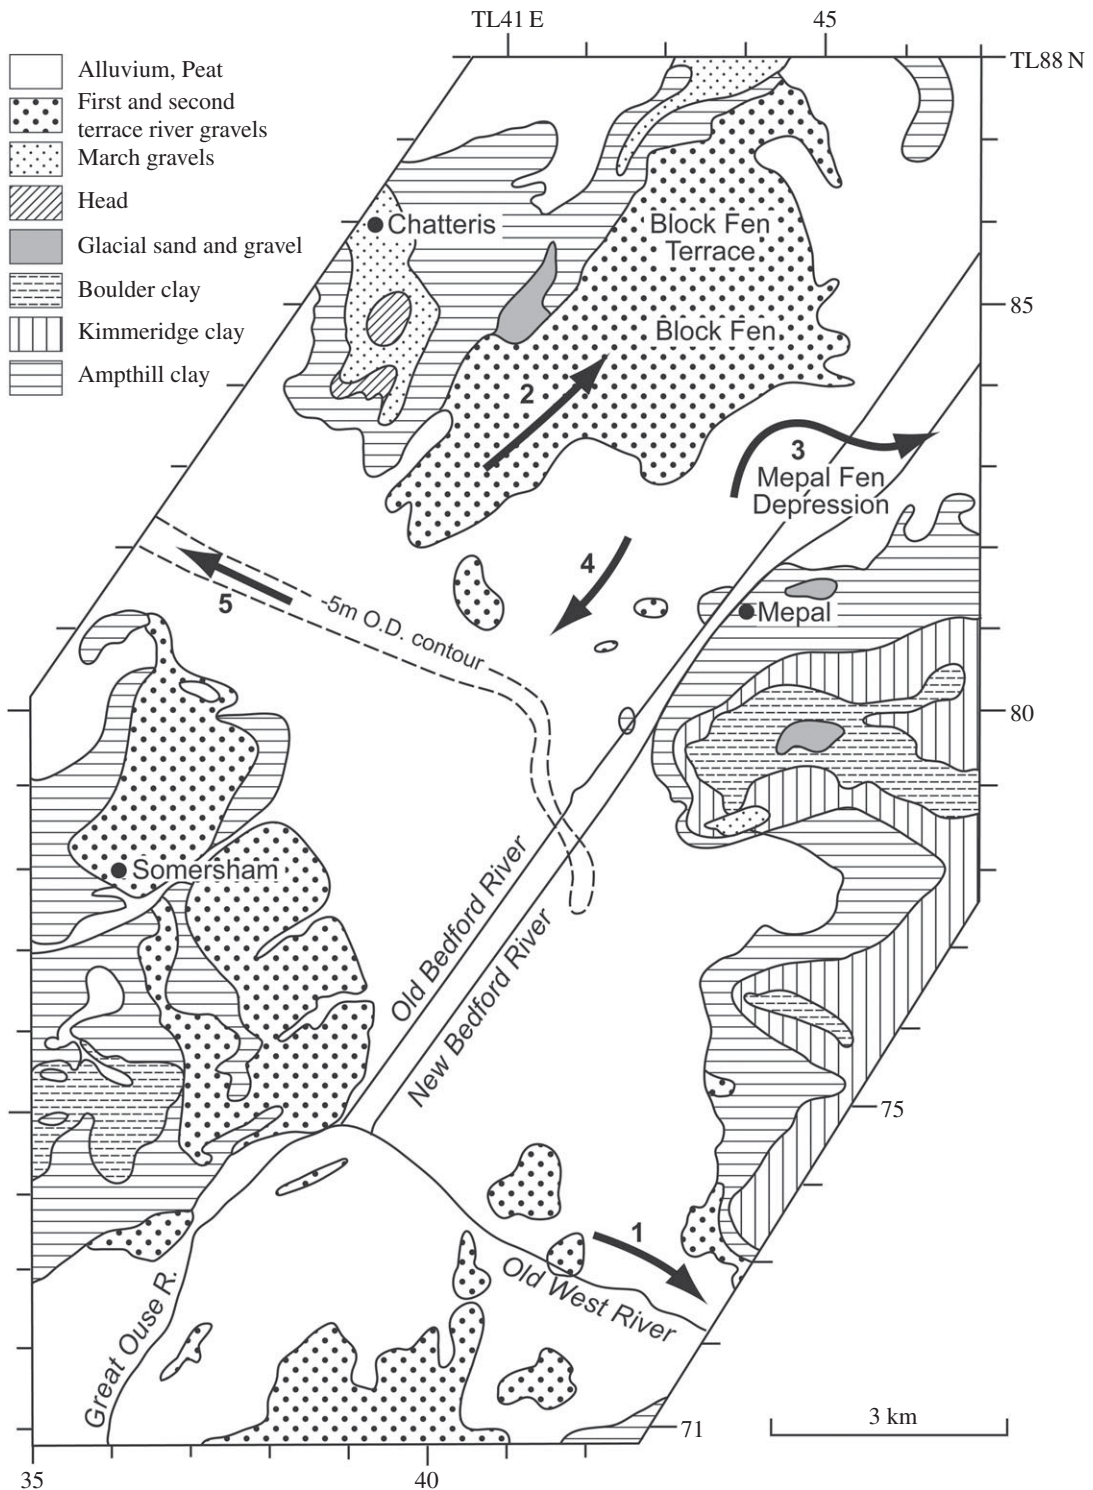 TL41 E
45
TL88 N
Alluvium, Peat
First and second
terrace river gravels
March gravels
Head
Glacial sand and gravel
Boulder clay
Kimmeridge clay
Ampthill clay
Chatteris
Block Fen
Terrace
85
Block Fen
2
3
Mepal Fen
Depression
4
5
-5m O.D. contour
Mepal
80
Somersham
Old Bedford River
New Bedford River
75
1
Old West River
Great Ouse R.
3 km
71
35
40